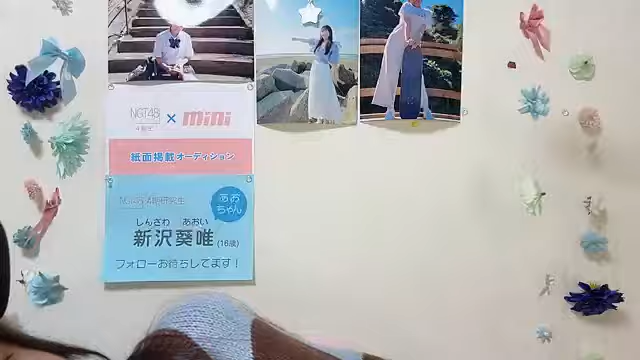 NGT48 × mini
4期生
紙面掲載オーディション
NGT48 4期研究生
あお
ちゃん
しんざわ あおい
新沢葵唯(16歳)
フォローお待ちしてます!